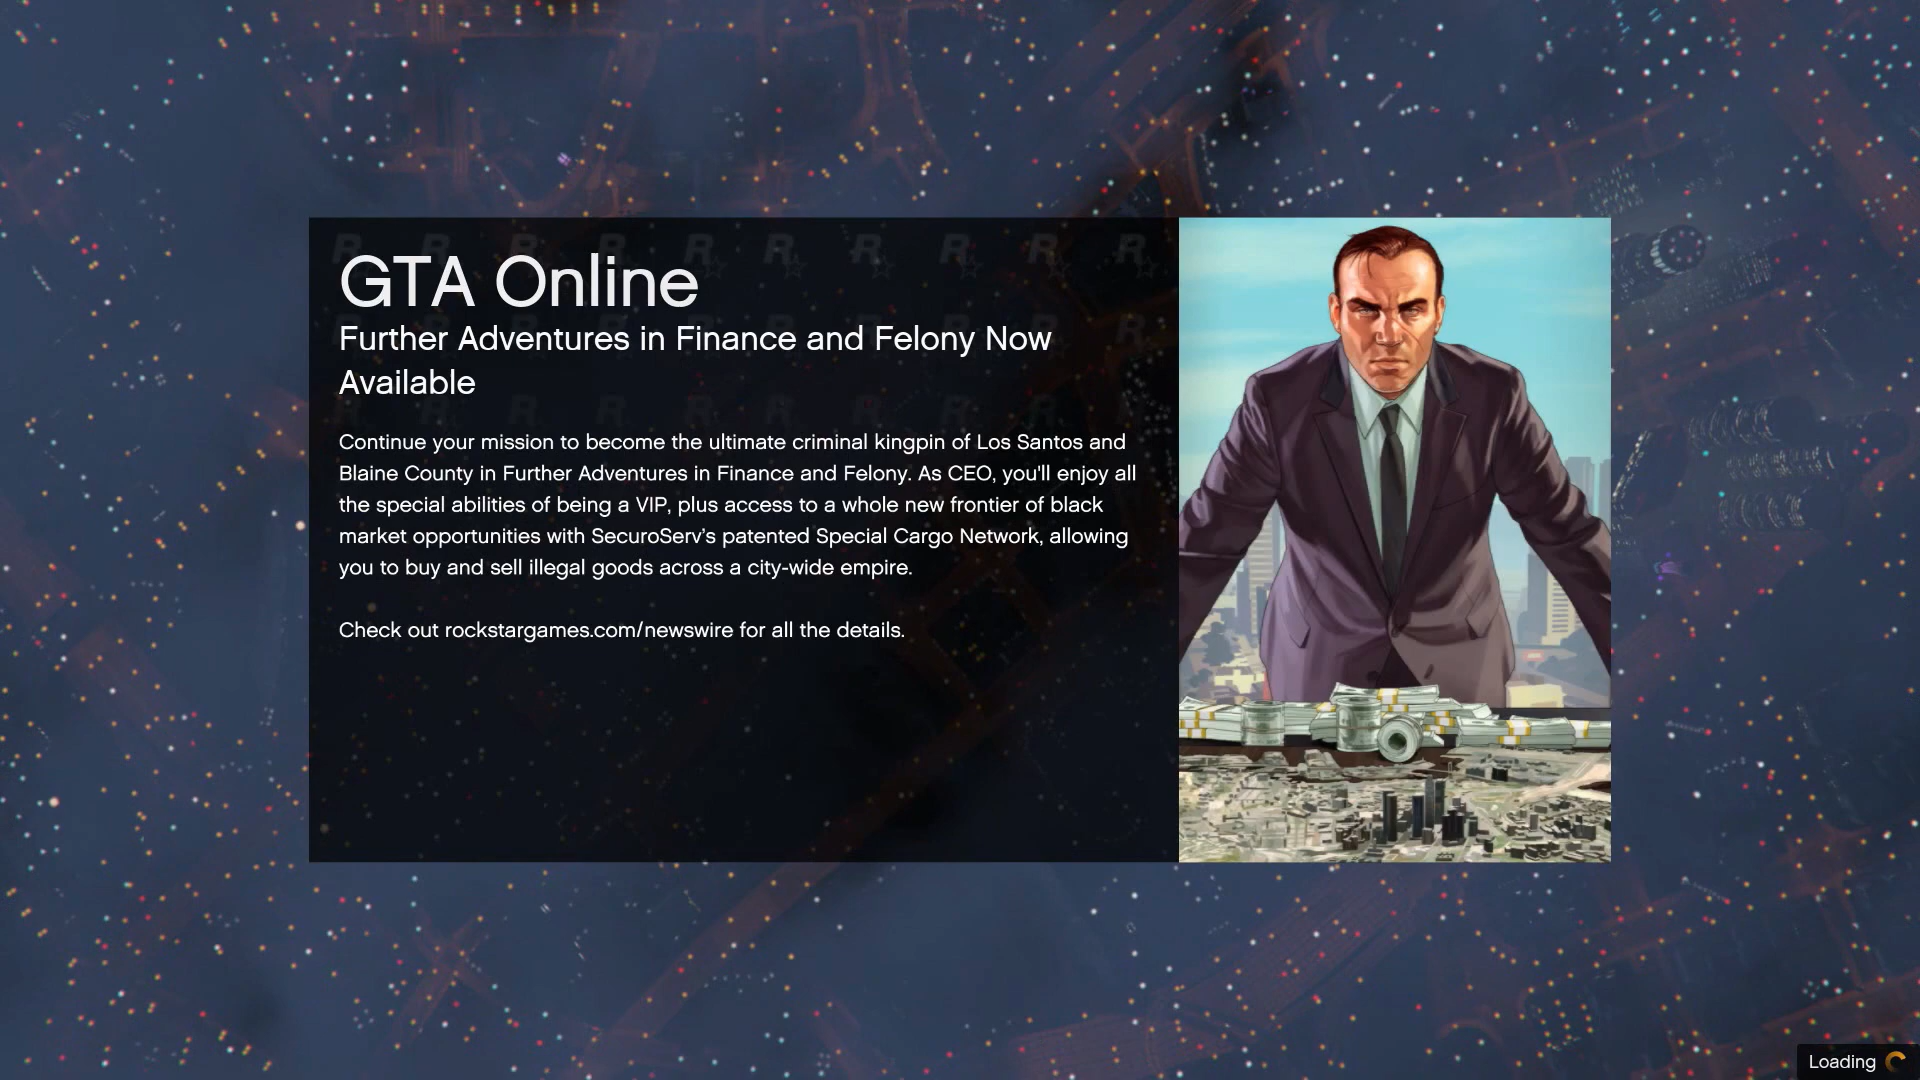 GTA Online
Further Adventures in Finance and Felony Now
Available
Continue your mission to become the ultimate criminal kingpin of Los Santos and
Blaine County in Further Adventures in Finance and Felony. As CEO, you'll enjoy all
the special abilities of being a VIP, plus access to a whole new frontier of black
market opportunities with SecuroServ’s patented Special Cargo Network, allowing
you to buy and sell illegal goods across a city-wide empire.
Check out rockstargames.com/newswire for all the details.
Loading